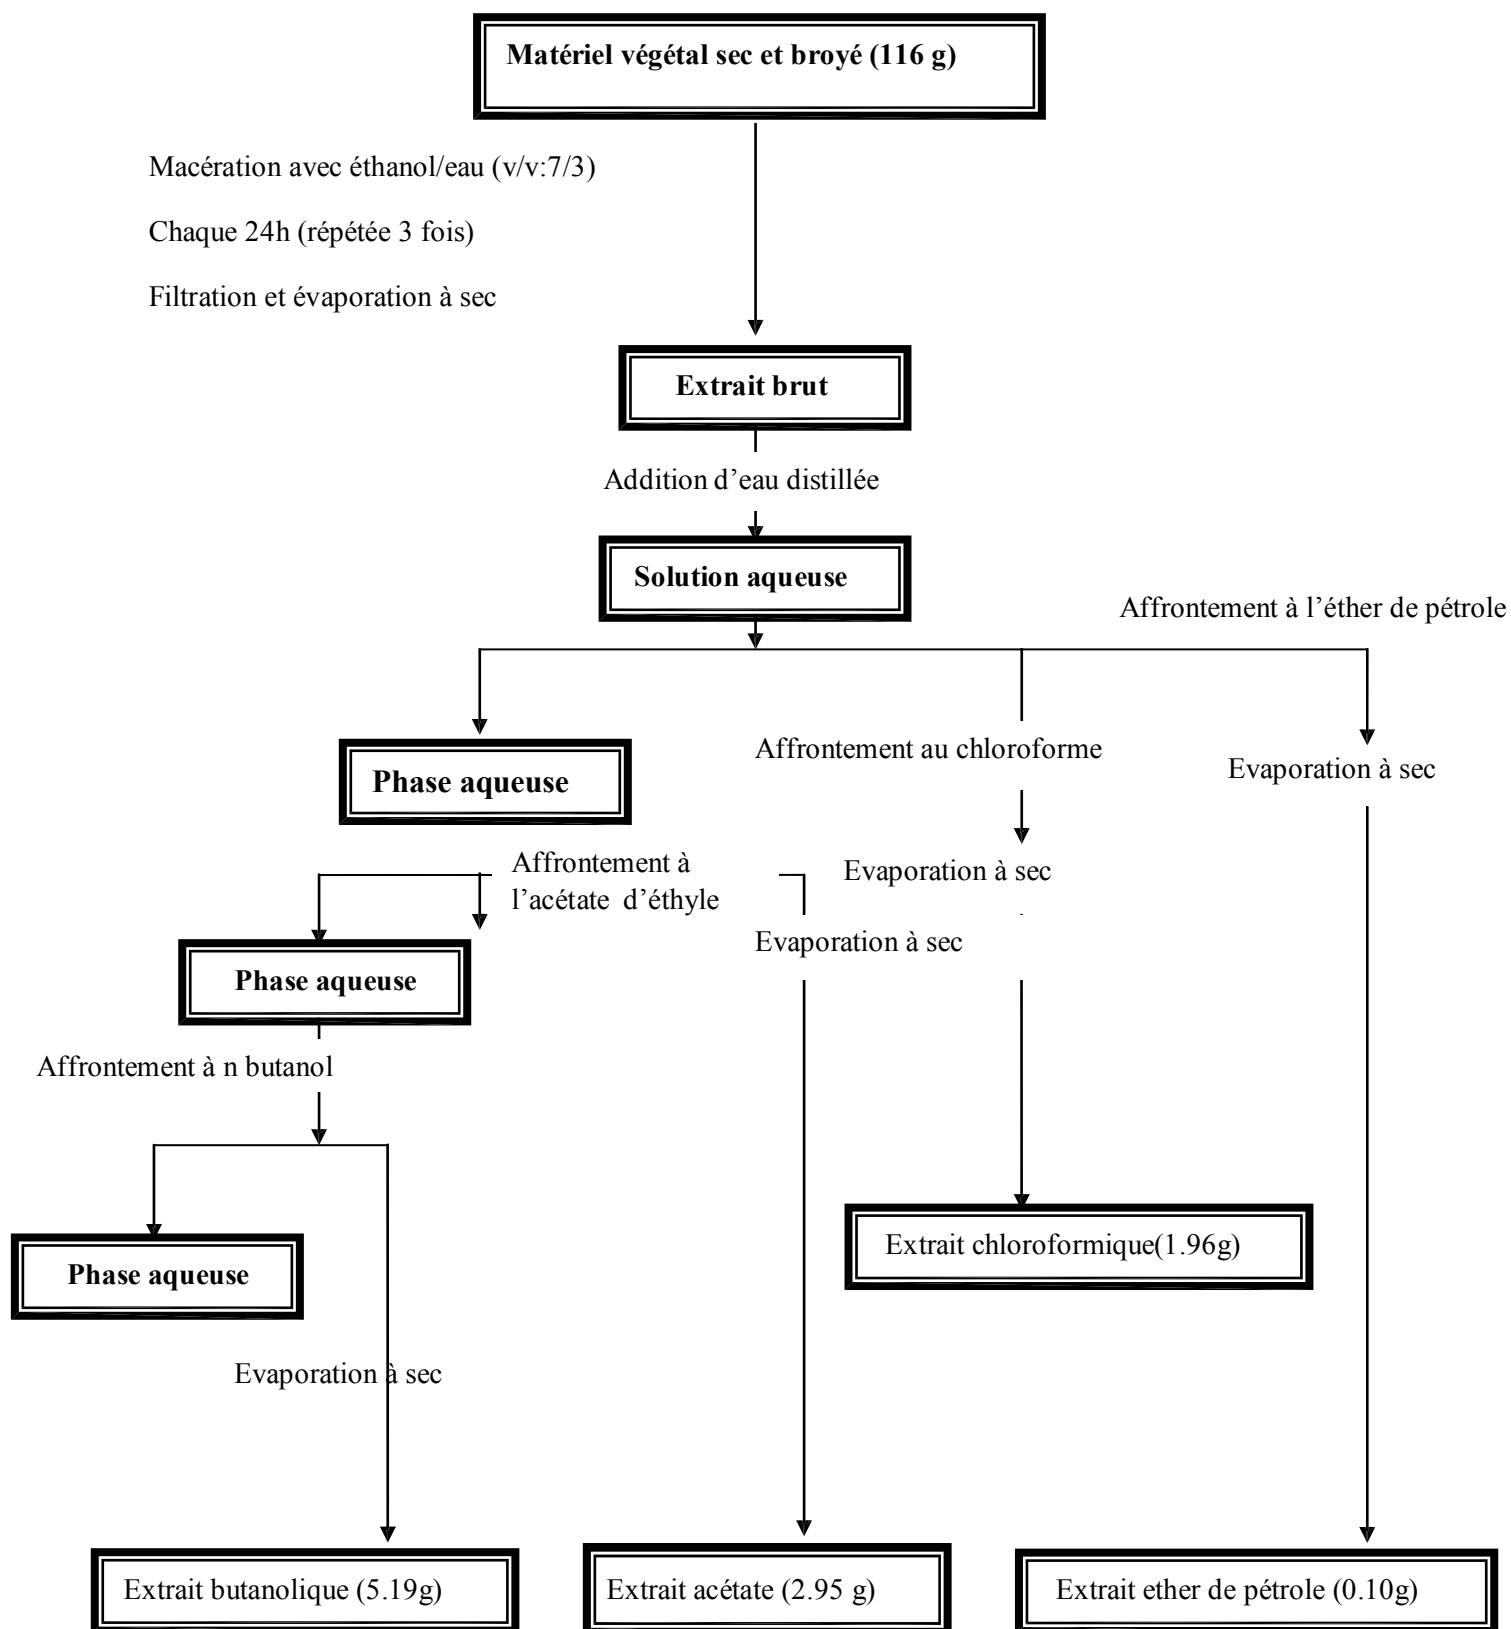 Matériel végétal sec et broyé (116 g)
Macération avec éthanol/eau (v/v:7/3)
Chaque 24h (répétée 3 fois)
Filtration et évaporation à sec
Extrait brut
Addition d’eau distillée
Solution aqueuse
Affrontement à l’éther de pétrole
Phase aqueuse
Affrontement au chloroforme
Evaporation à sec
Affrontement à
l’acétate d’éthyle
Evaporation à sec
Evaporation à sec
Phase aqueuse
Affrontement à n butanol
Phase aqueuse
Extrait chloroformique(1.96g)
Evaporation à sec
Extrait butanolique (5.19g)
Extrait acétate (2.95 g)
Extrait ether de pétrole (0.10g)